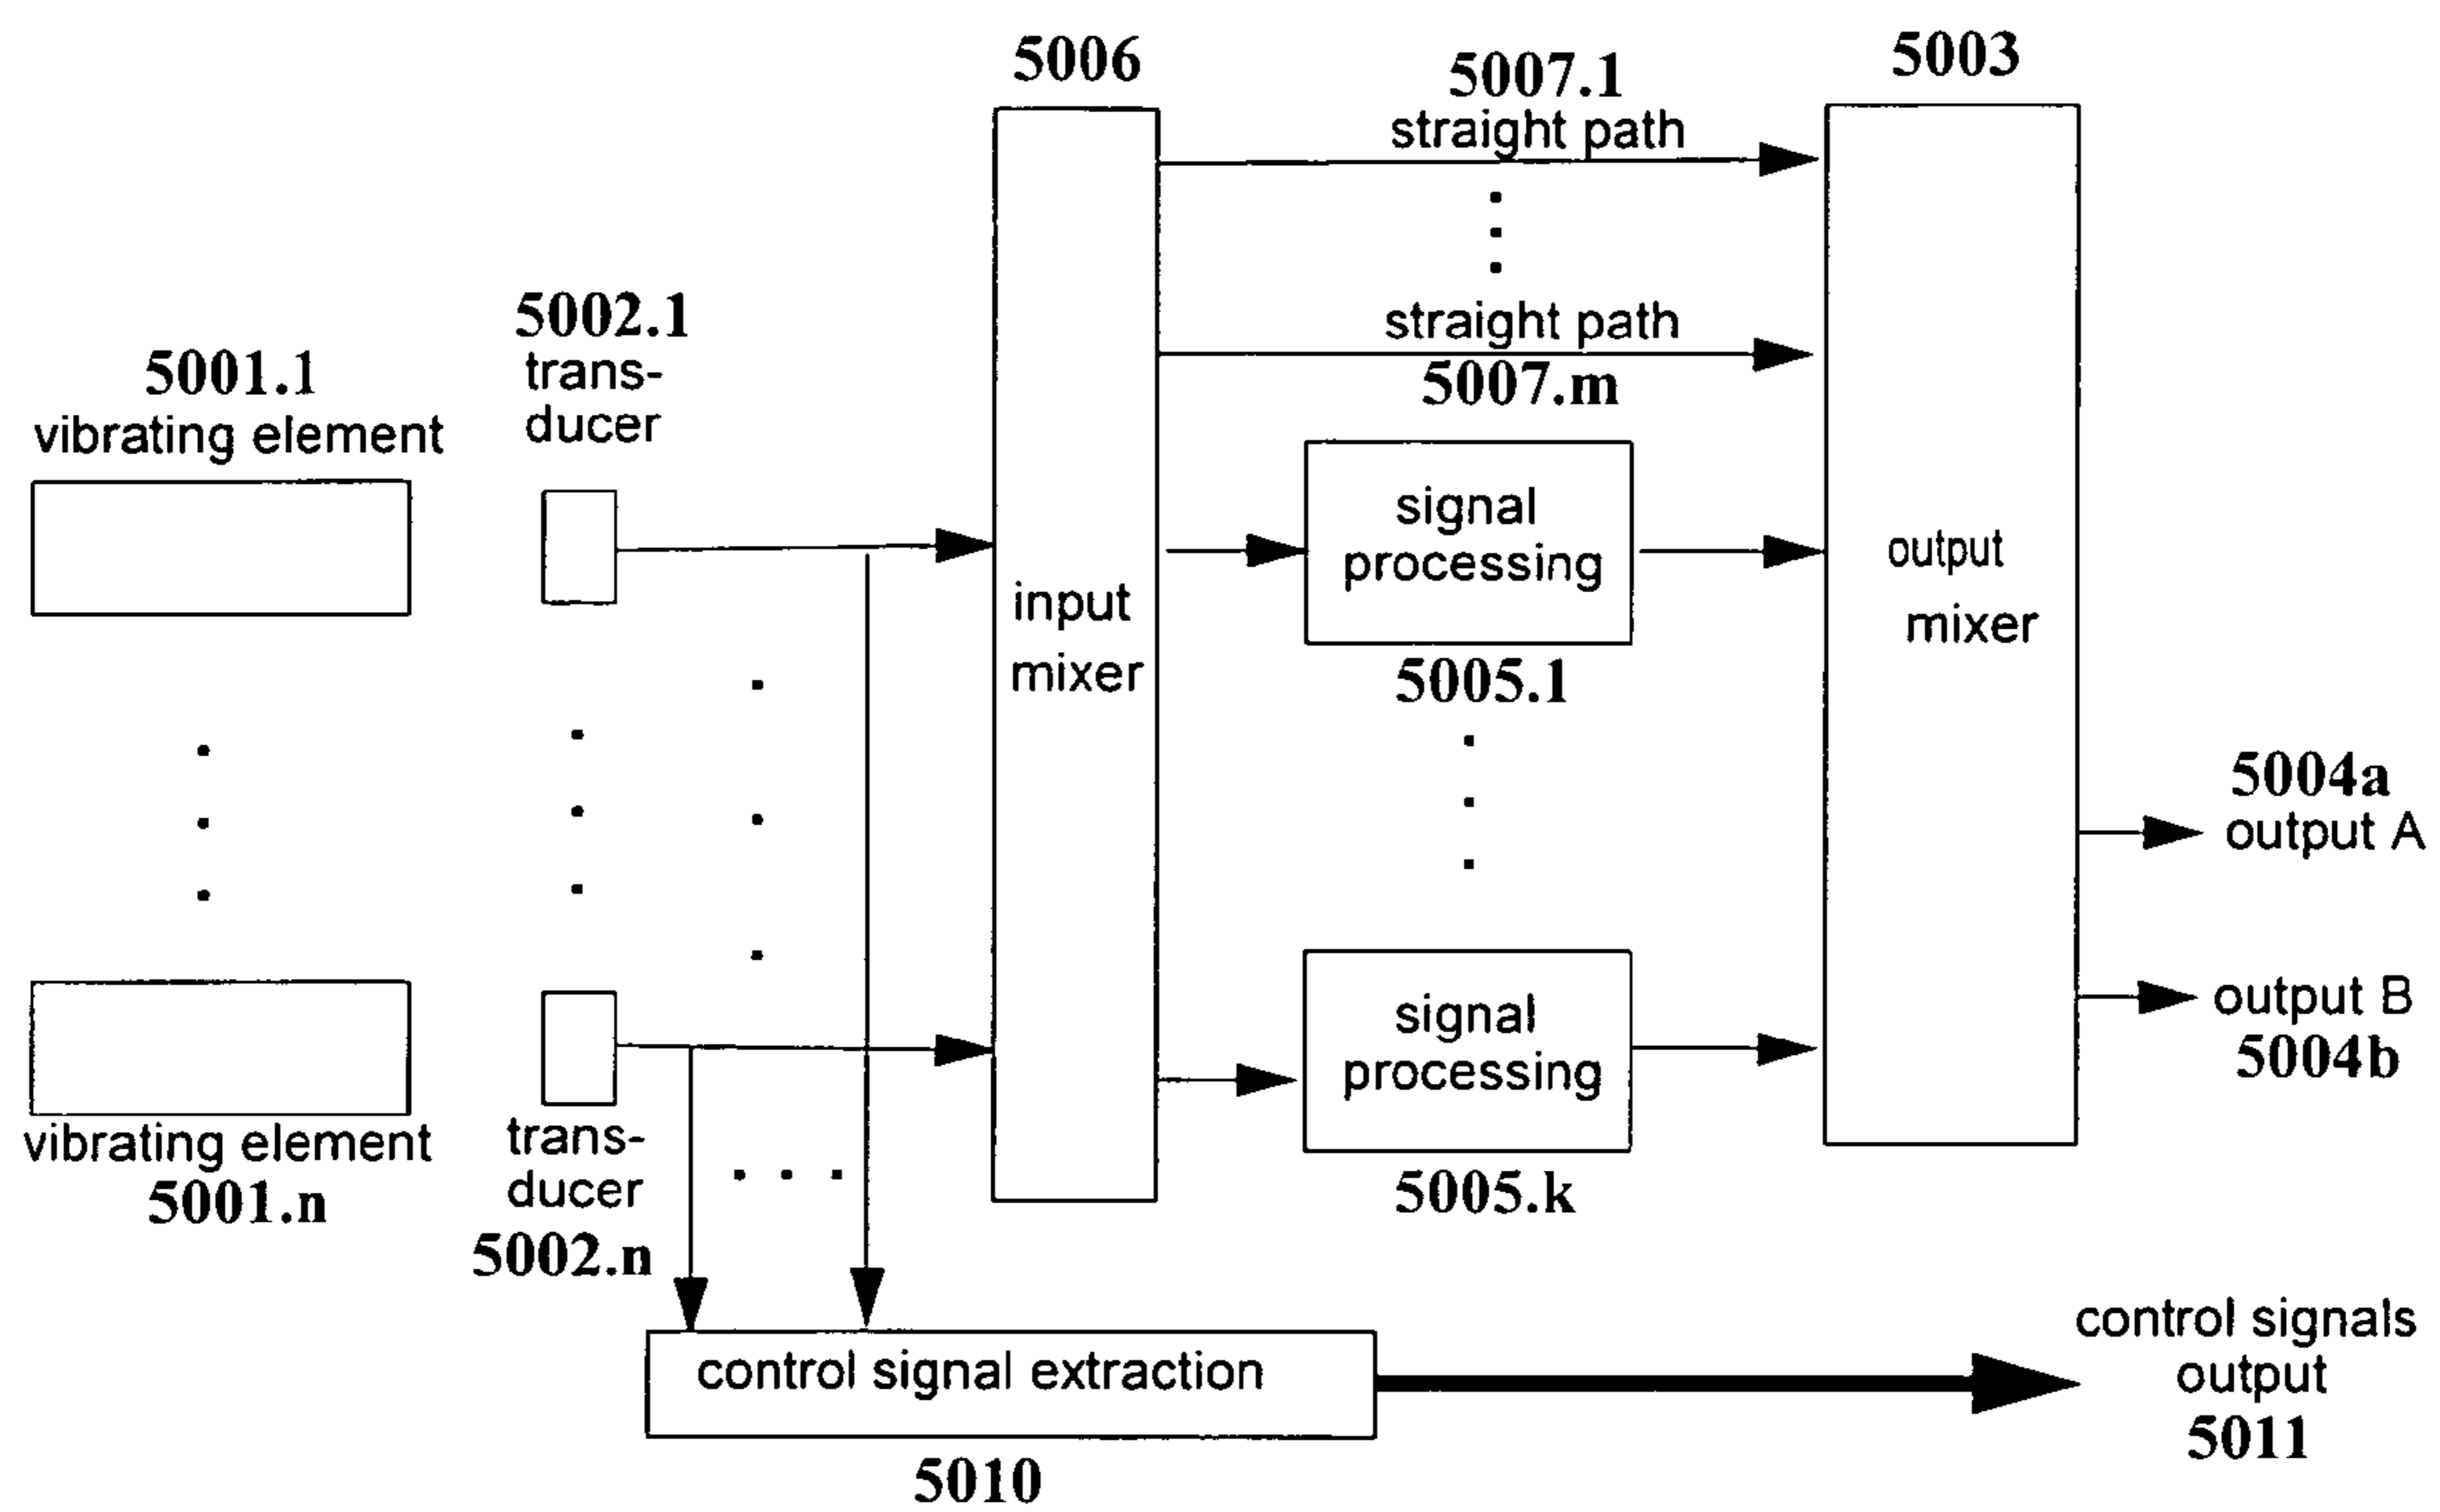 5006
5007.1
straight path
5003
straight path
5007.m
5002.1
trans-
ducer
5001.1
vibrating element
signal
processing
5005.1
input
mixer
output
mixer
5004a
output A
output B
5004b
signal
processing
5005.k
vibrating element
5001.n
trans-
ducer
5002.n
control signal extraction
5010
control signals
output
5011